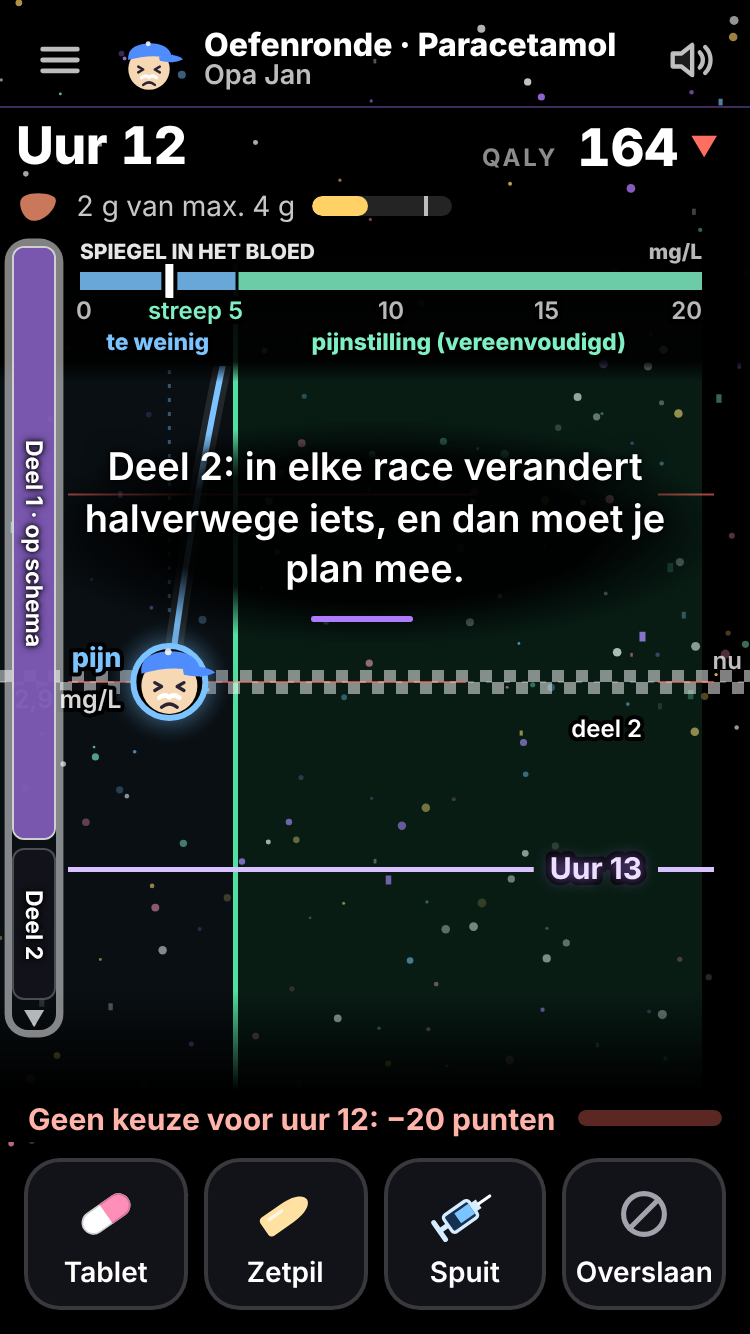 Oefenronde · Paracetamol
Opa Jan
Uur 12
QALY 164
2 g van max. 4 g
SPIEGEL IN HET BLOED mg/L
0 streep 5 10 15 20
te weinig pijnstilling (vereenvoudigd)
Deel 1 · op schema
Deel 2: in elke race verandert
halverwege iets, en dan moet je
plan mee.
pijn
nu
2,9 mg/L
deel 2
Uur 13
Deel 2
Geen keuze voor uur 12: −20 punten
Tablet Zetpil Spuit Overslaan